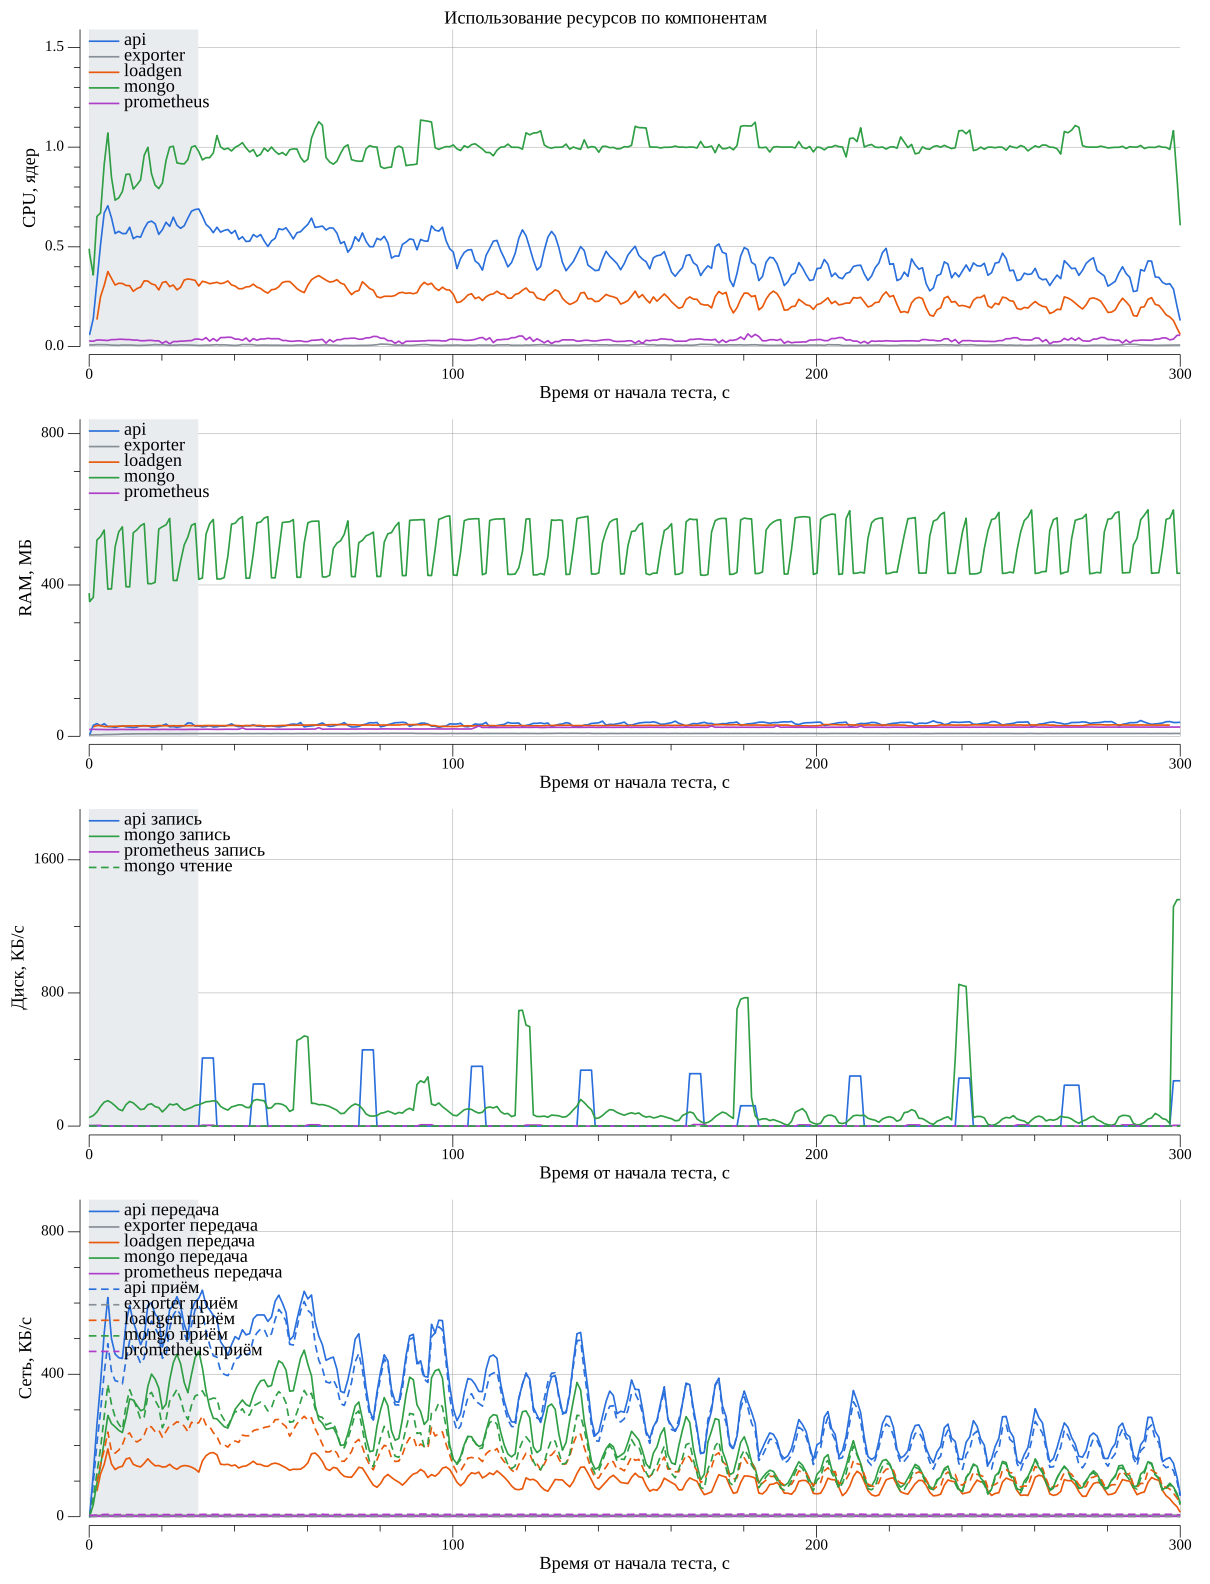 Использование ресурсов по компонентам
api
exporter
loadgen
mongo
prometheus
1.5
1.0
0.5
0.0
CPU, ядер
0 100 200 300
Время от начала теста, с
api
exporter
loadgen
mongo
prometheus
800
400
0
RAM, МБ
0 100 200 300
Время от начала теста, с
api запись
mongo запись
prometheus запись
mongo чтение
1600
800
0
Диск, КБ/с
0 100 200 300
Время от начала теста, с
api передача
exporter передача
loadgen передача
mongo передача
prometheus передача
api приём
exporter приём
loadgen приём
mongo приём
prometheus приём
800
400
0
Сеть, КБ/с
0 100 200 300
Время от начала теста, с